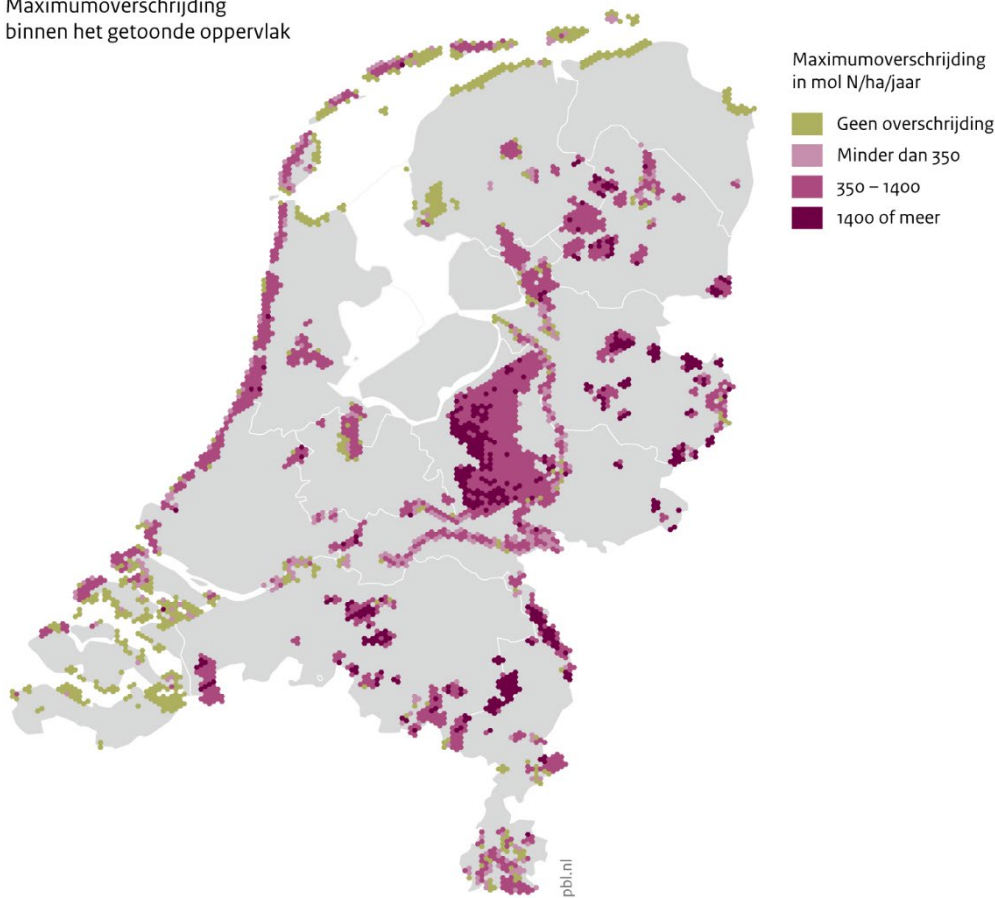 Maximumoverschrijding
binnen het getoonde oppervlak
Maximumoverschrijding
in mol N/ha/jaar
Geen overschrijding
Minder dan 350
350 – 1400
1400 of meer
pbl.nl